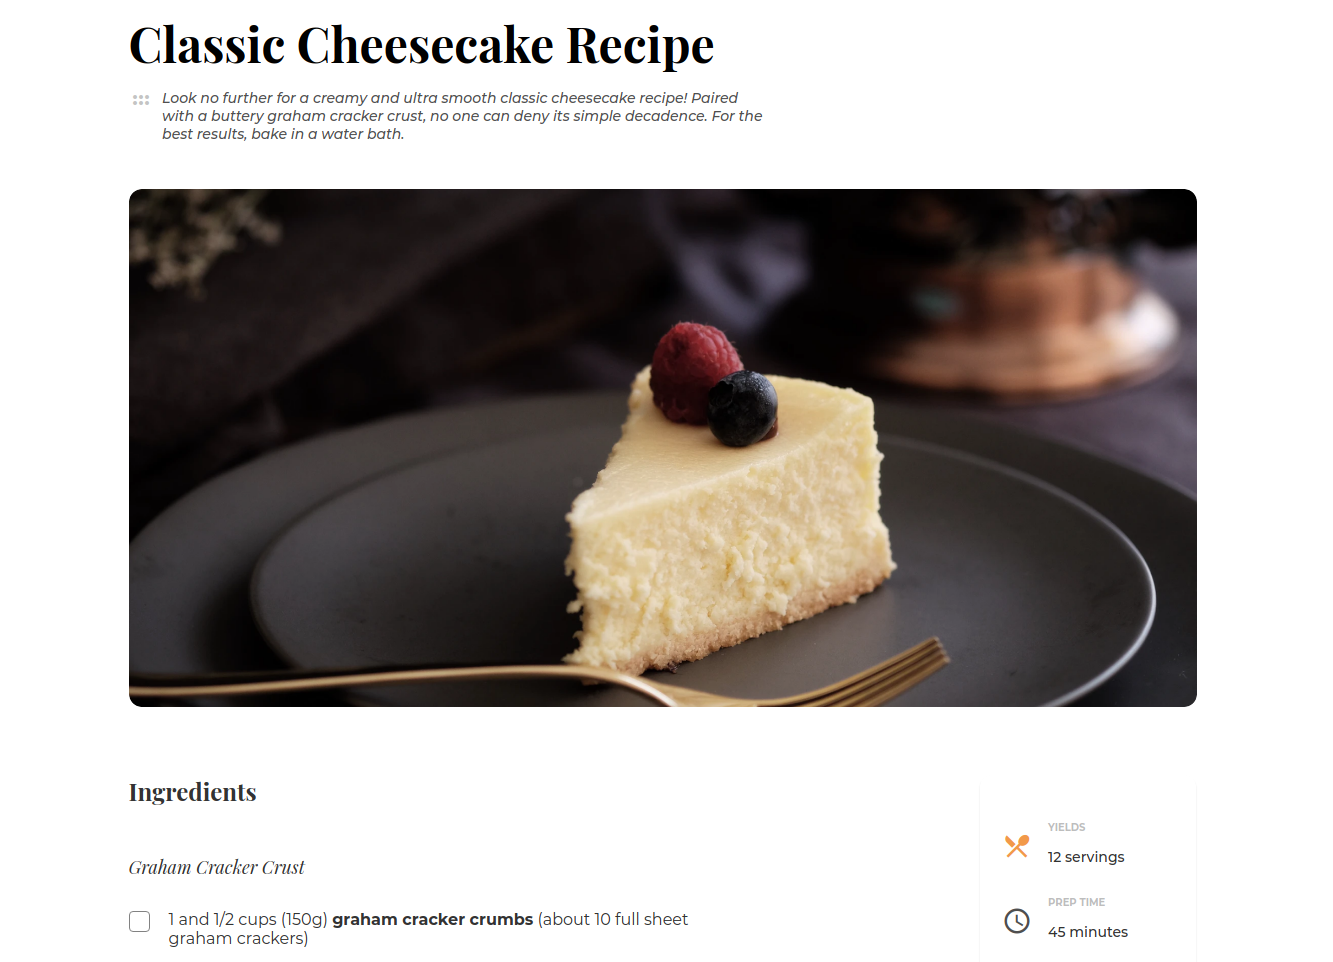 Classic Cheesecake Recipe
Look no further for a creamy and ultra smooth classic cheesecake recipe! Paired
with a buttery graham cracker crust, no one can deny its simple decadence. For the
best results, bake in a water bath.
Ingredients
Graham Cracker Crust
1 and 1/2 cups (150g) graham cracker crumbs (about 10 full sheet
graham crackers)
YIELDS
12 servings
PREP TIME
45 minutes